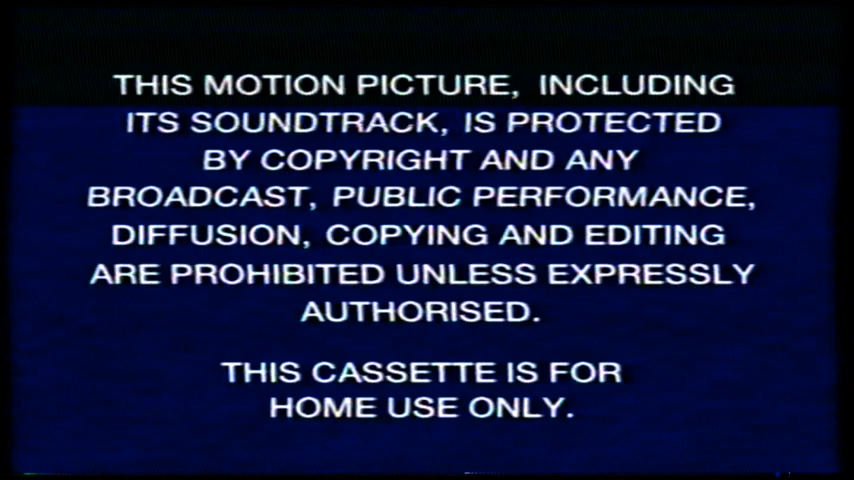 THIS MOTION PICTURE, INCLUDING
ITS SOUNDTRACK, IS PROTECTED
BY COPYRIGHT AND ANY
BROADCAST, PUBLIC PERFORMANCE,
DIFFUSION, COPYING AND EDITING
ARE PROHIBITED UNLESS EXPRESSLY
AUTHORISED.
THIS CASSETTE IS FOR
HOME USE ONLY.